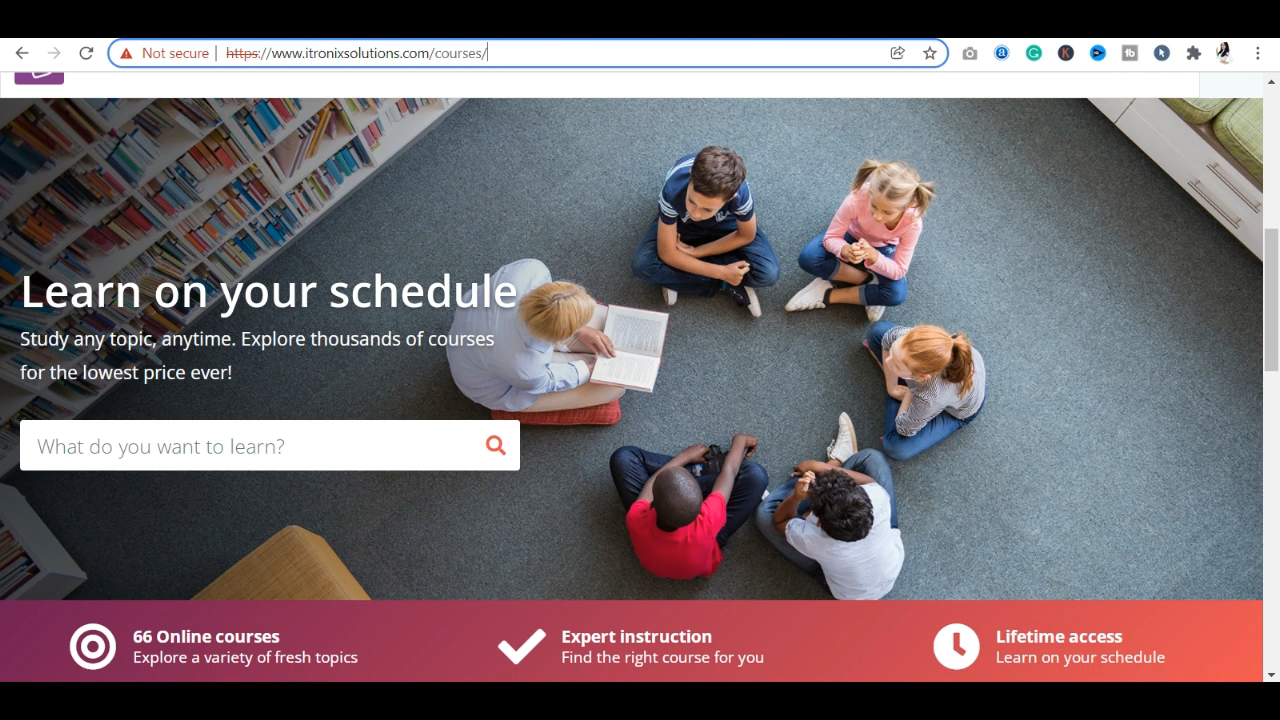 Not secure | https://www.itronixsolutions.com/courses/
Learn on your schedule
Study any topic, anytime. Explore thousands of courses
for the lowest price ever!
What do you want to learn?
66 Online courses
Explore a variety of fresh topics
Expert instruction
Find the right course for you
Lifetime access
Learn on your schedule